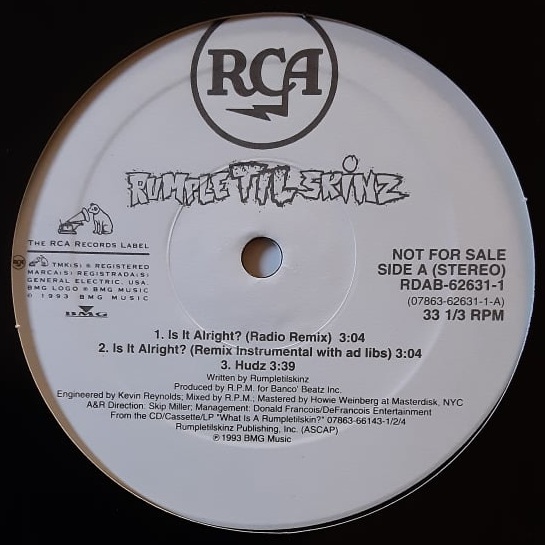 RCA
RUMPLETILSKINZ
THE RCA RECORDS LABEL
TMK(S) ® REGISTERED
MARCA(S) REGISTRADA(S)
GENERAL ELECTRIC, USA.
BMG LOGO ® BMG MUSIC
© 1993 BMG MUSIC
BMG
NOT FOR SALE
SIDE A (STEREO)
RDAB-62631-1
(07863-62631-1-A)
33 1/3 RPM
1. Is It Alright? (Radio Remix) 3:04
2. Is It Alright? (Remix Instrumental with ad libs) 3:04
3. Hudz 3:39
Written by Rumpletilskinz
Produced by R.P.M. for Banco' Beatz Inc.
Engineered by Kevin Reynolds; Mixed by R.P.M.; Mastered by Howie Weinberg at Masterdisk, NYC
A&R Direction: Skip Miller; Management: Donald Francois/DeFrancois Entertainment
From the CD/Cassette/LP "What Is A Rumpletilskin?" 07863-66143-1/2/4
Rumpletilskinz Publishing, Inc. (ASCAP)
℗ 1993 BMG Music